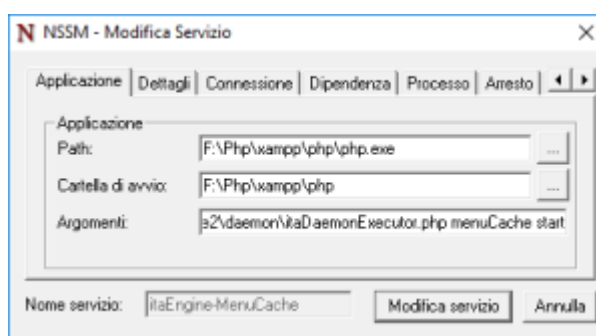 NSSM - Modifica Servizio
Applicazione Dettagli Connessione Dipendenza Processo Arresto
Applicazione
Path: F:\Php\xampp\php\php.exe ...
Cartella di avvio: F:\Php\xampp\php ...
Argomenti: e2\daemon\itaDaemonExecutor.php menuCache start
Nome servizio: itaEngine-MenuCache Modifica servizio Annulla